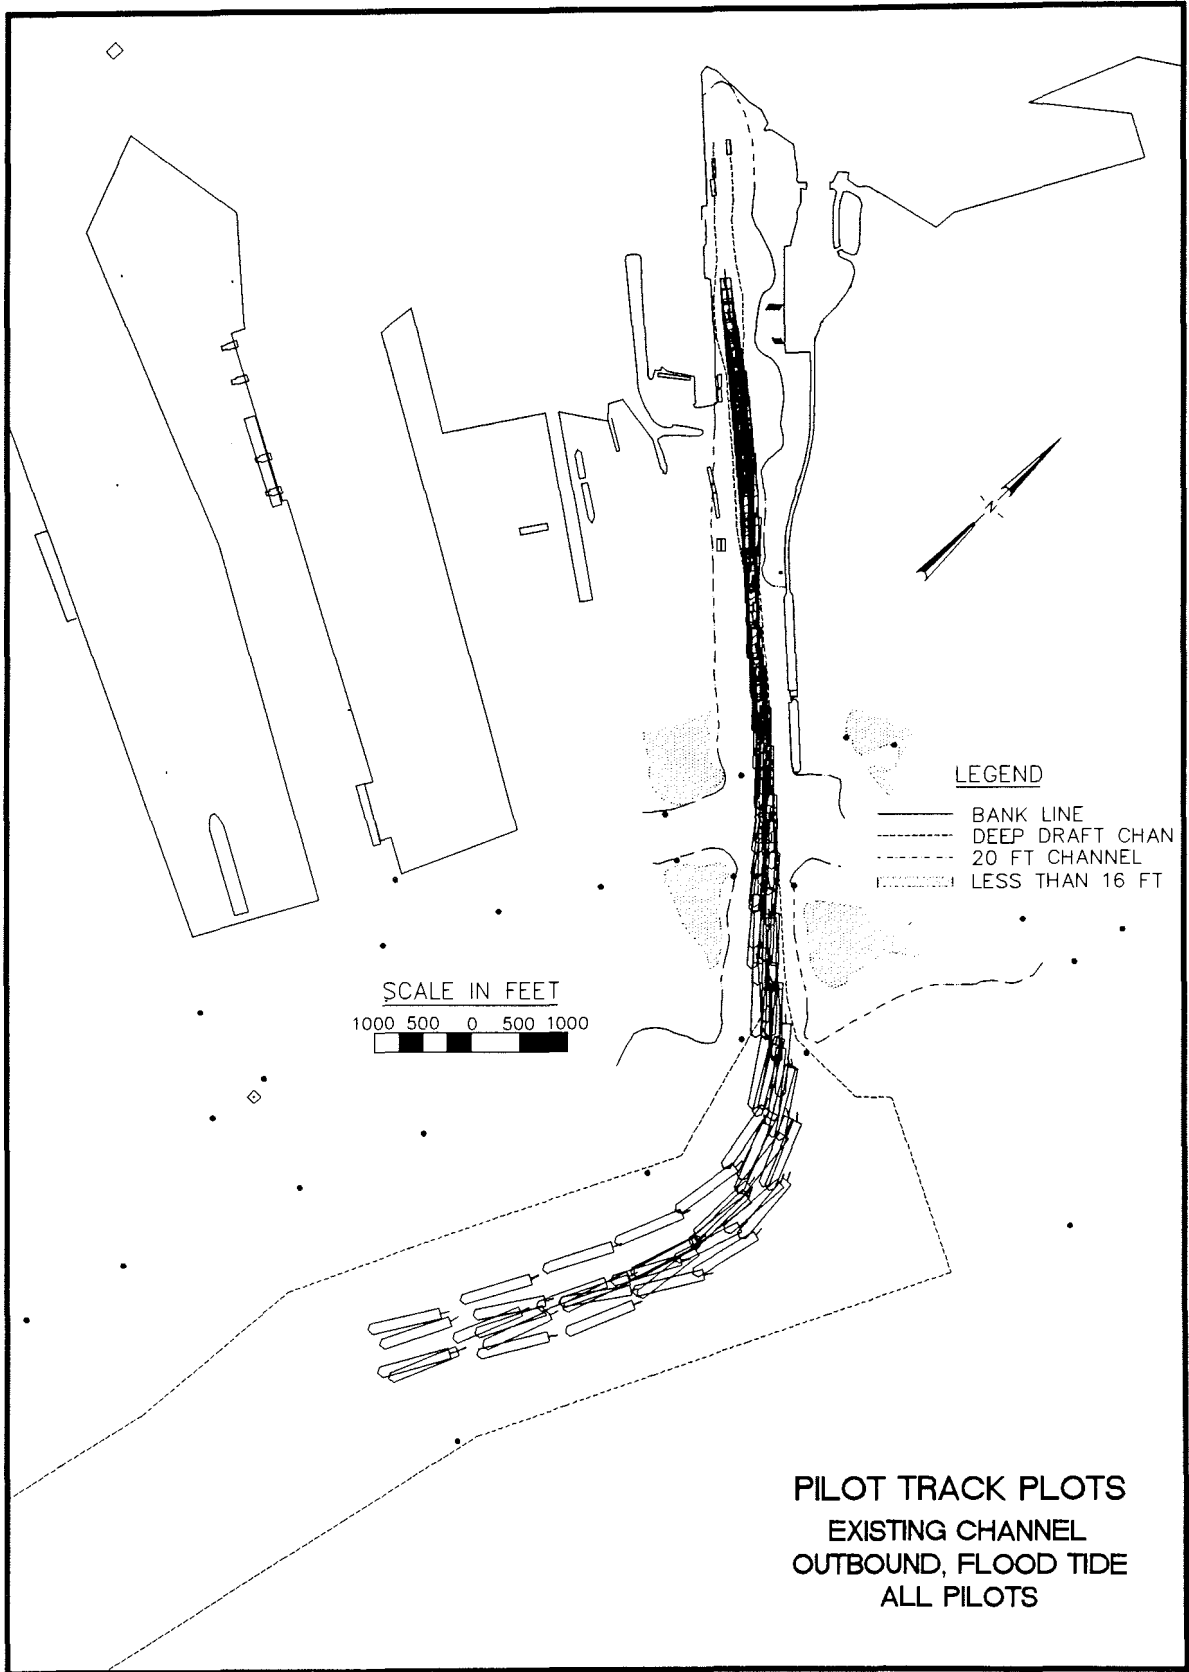 N
LEGEND
BANK LINE
DEEP DRAFT CHAN
20 FT CHANNEL
LESS THAN 16 FT
SCALE IN FEET
1000 500 0 500 1000
PILOT TRACK PLOTS
EXISTING CHANNEL
OUTBOUND, FLOOD TIDE
ALL PILOTS